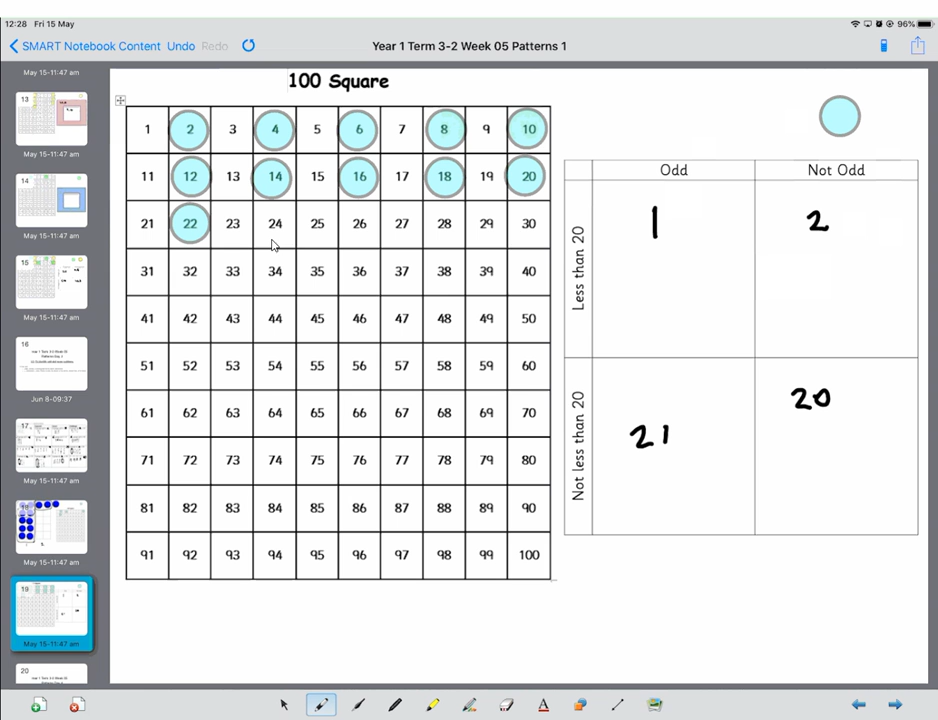 12:28 Fri 15 May
96%
SMART Notebook Content Undo Redo
Year 1 Term 3-2 Week 05 Patterns 1
May 15-11:47 am
13
May 15-11:47 am
14
May 15-11:47 am
15
May 15-11:47 am
16
Jun 8-09:37
17
May 15-11:47 am
18
May 15-11:47 am
19
May 15-11:47 am
20
100 Square
1 2 3 4 5 6 7 8 9 10
11 12 13 14 15 16 17 18 19 20
21 22 23 24 25 26 27 28 29 30
31 32 33 34 35 36 37 38 39 40
41 42 43 44 45 46 47 48 49 50
51 52 53 54 55 56 57 58 59 60
61 62 63 64 65 66 67 68 69 70
71 72 73 74 75 76 77 78 79 80
81 82 83 84 85 86 87 88 89 90
91 92 93 94 95 96 97 98 99 100
Odd Not Odd
Less than 20
1 2
Not less than 20
21 20
A